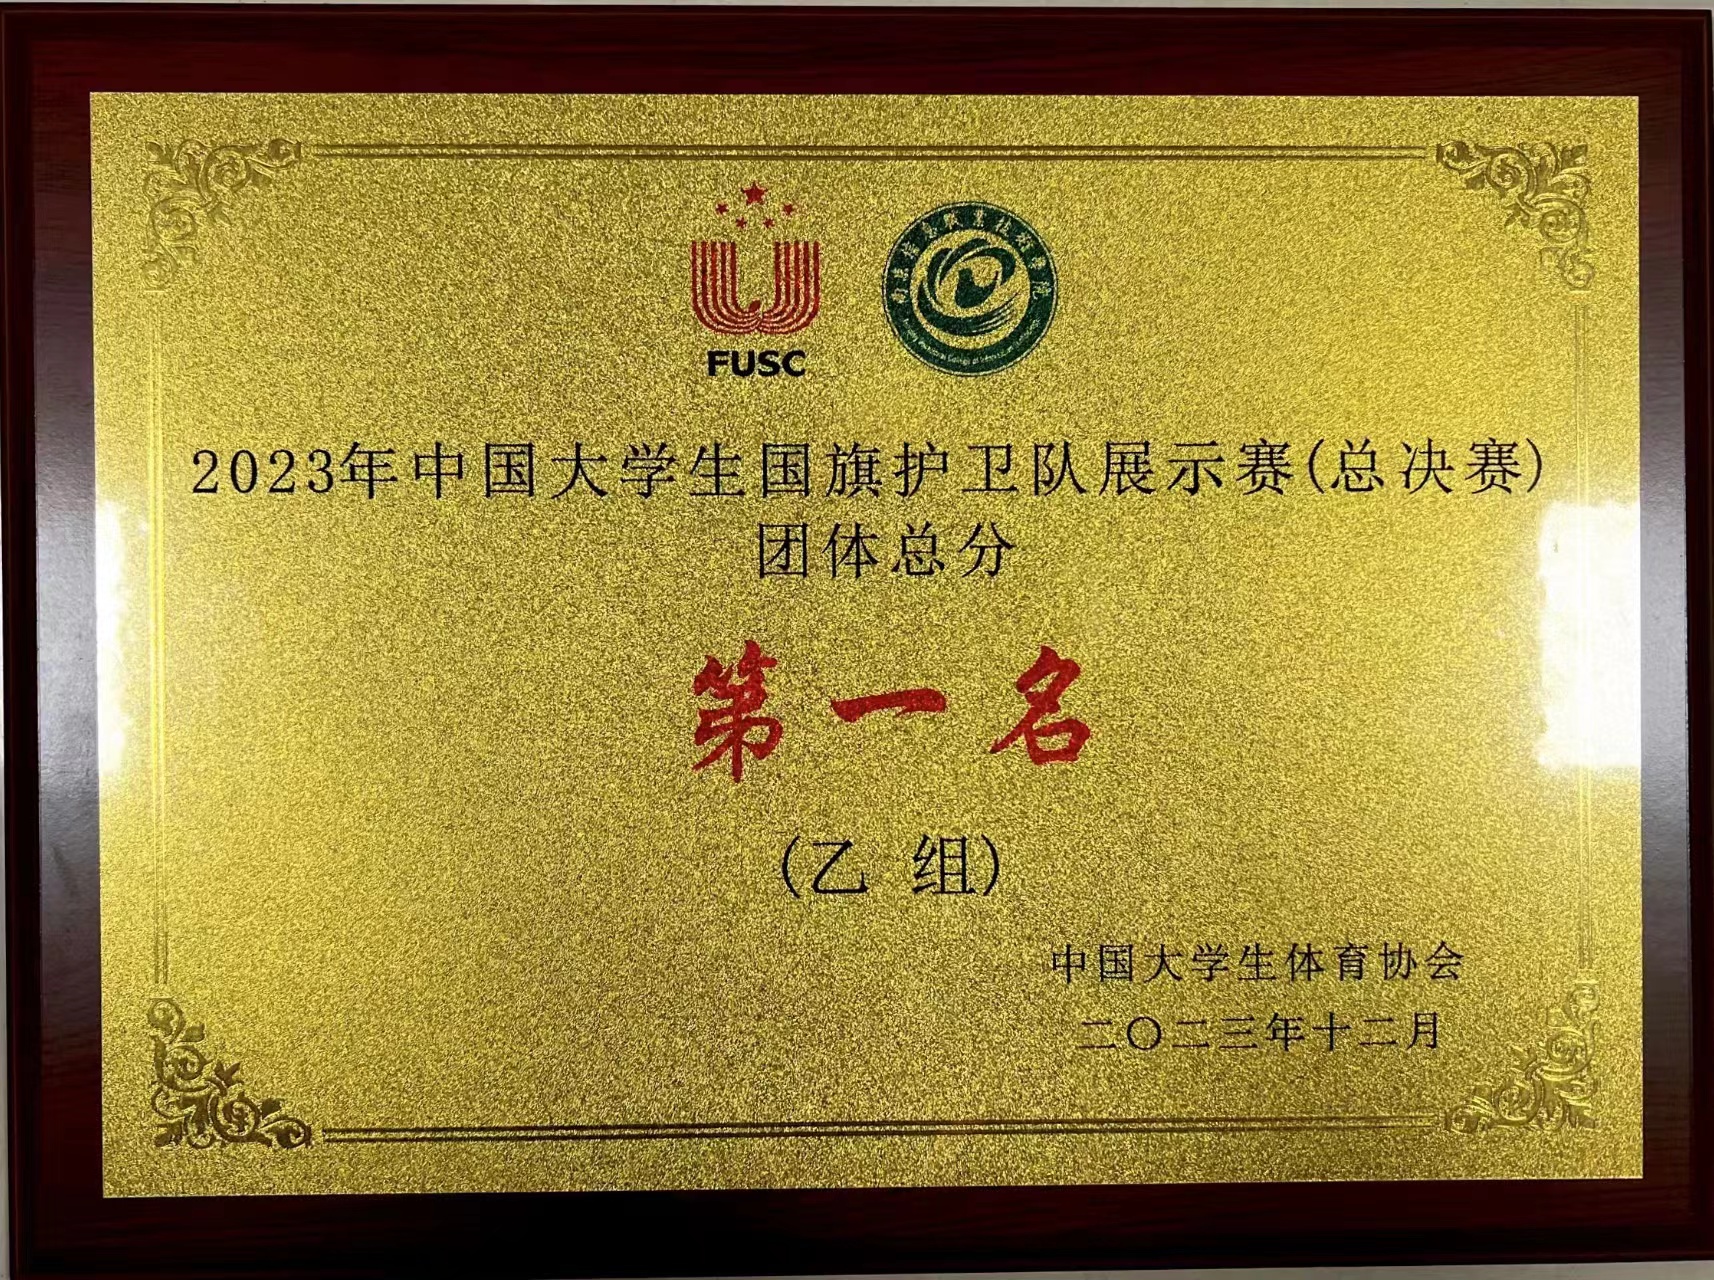 FUSC
2023年中国大学生国旗护卫队展示赛(总决赛)
团体总分
第一名
(乙 组)
中国大学生体育协会
二〇二三年十二月